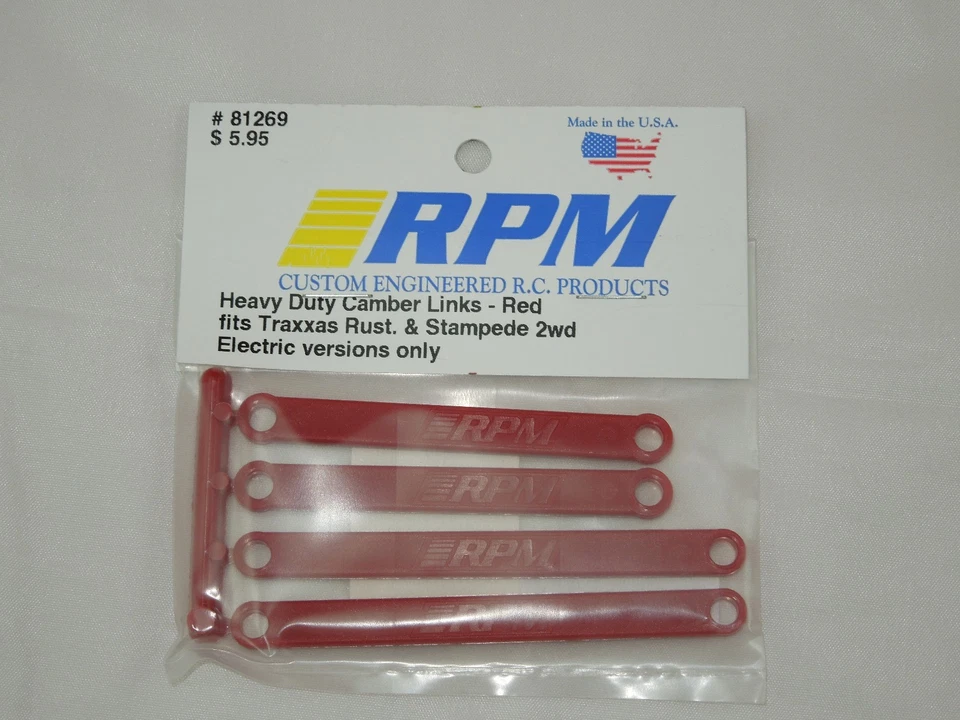 # 81269
$ 5.95
Made in the U.S.A.
RPM
CUSTOM ENGINEERED R.C. PRODUCTS
Heavy Duty Camber Links - Red
fits Traxxas Rust. & Stampede 2wd
Electric versions only
RPM
RPM
RPM
RPM